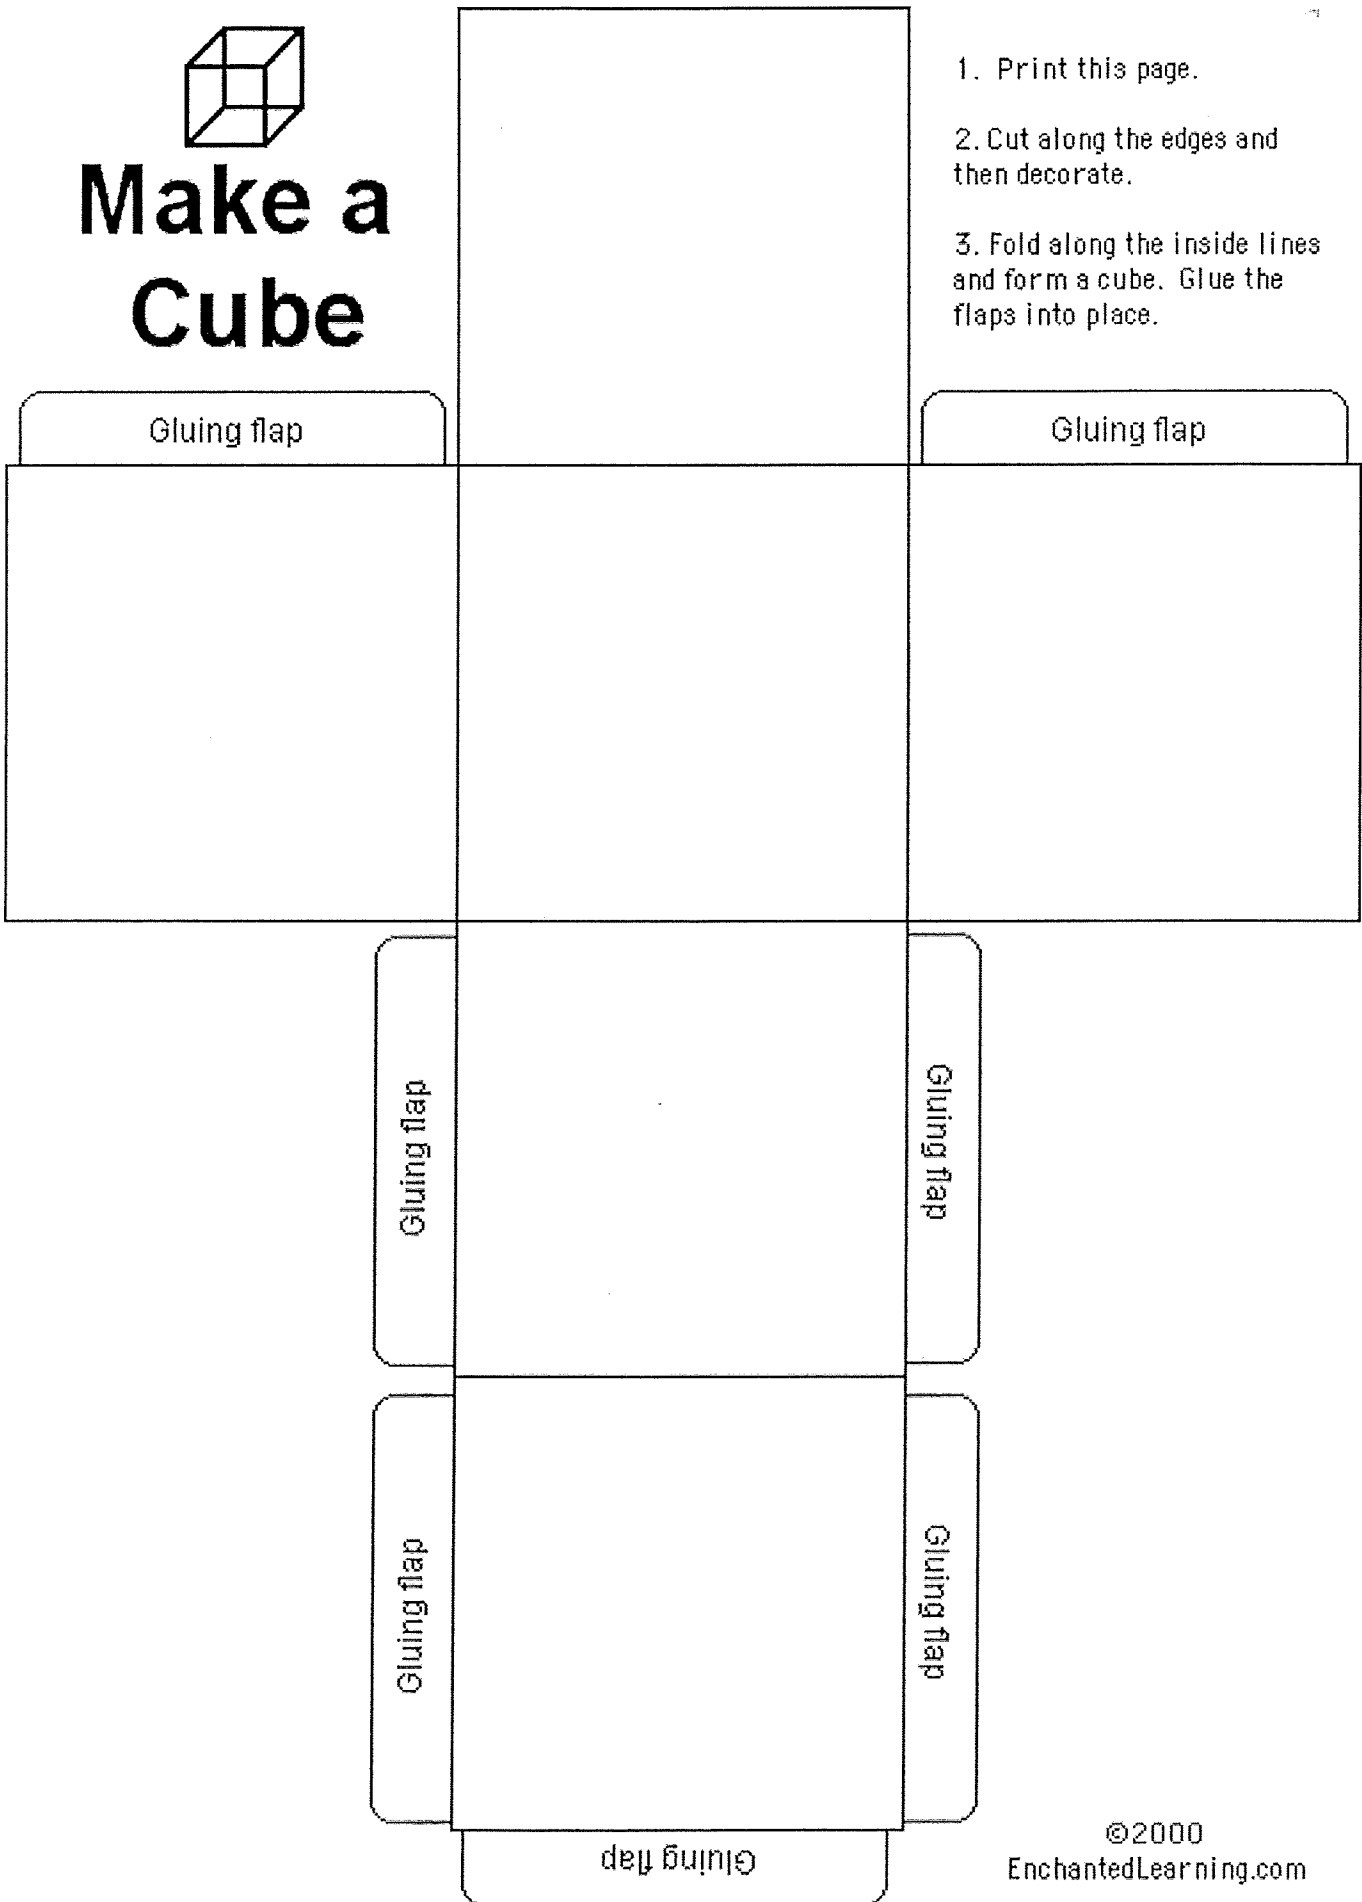 Make a
Cube
1. Print this page.
2. Cut along the edges and
then decorate.
3. Fold along the inside lines
and form a cube. Glue the
flaps into place.
Gluing flap
Gluing flap
Gluing flap
Gluing flap
Gluing flap
Gluing flap
Gluing flap
©2000
EnchantedLearning.com